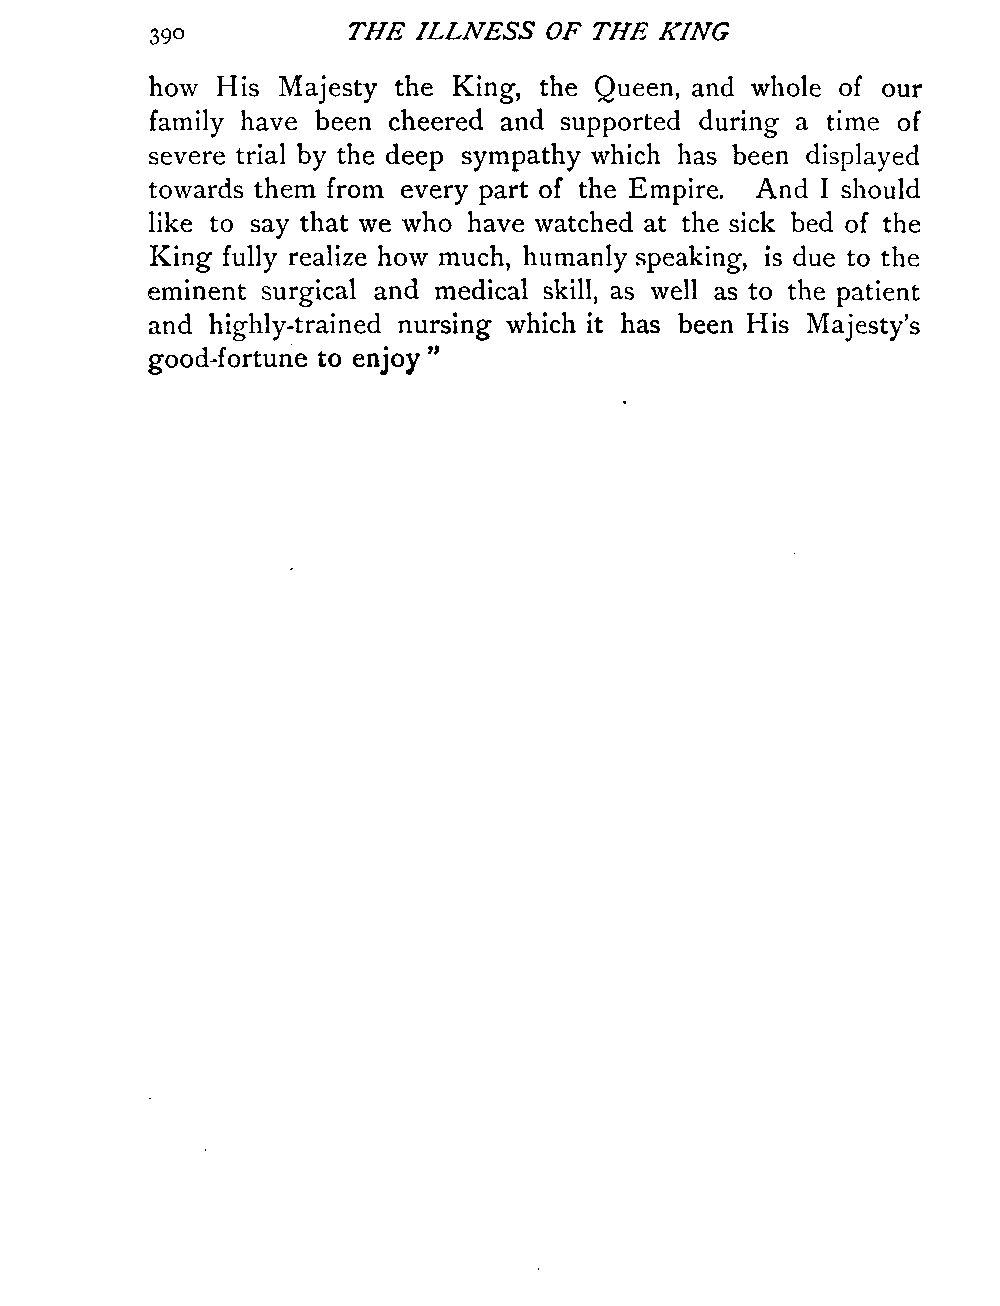 390 THE ILLNESS OF THE KING
how His Majesty the King, the Queen, and whole of our
family have been cheered and supported during a time of
severe trial by the deep sympathy which has been displayed
towards them from every part of the Empire. And I should
like to say that we who have watched at the sick bed of the
King fully realize how much, humanly speaking, is due to the
eminent surgical and medical skill, as well as to the patient
and highly-trained nursing which it has been His Majesty's
good-fortune to enjoy"